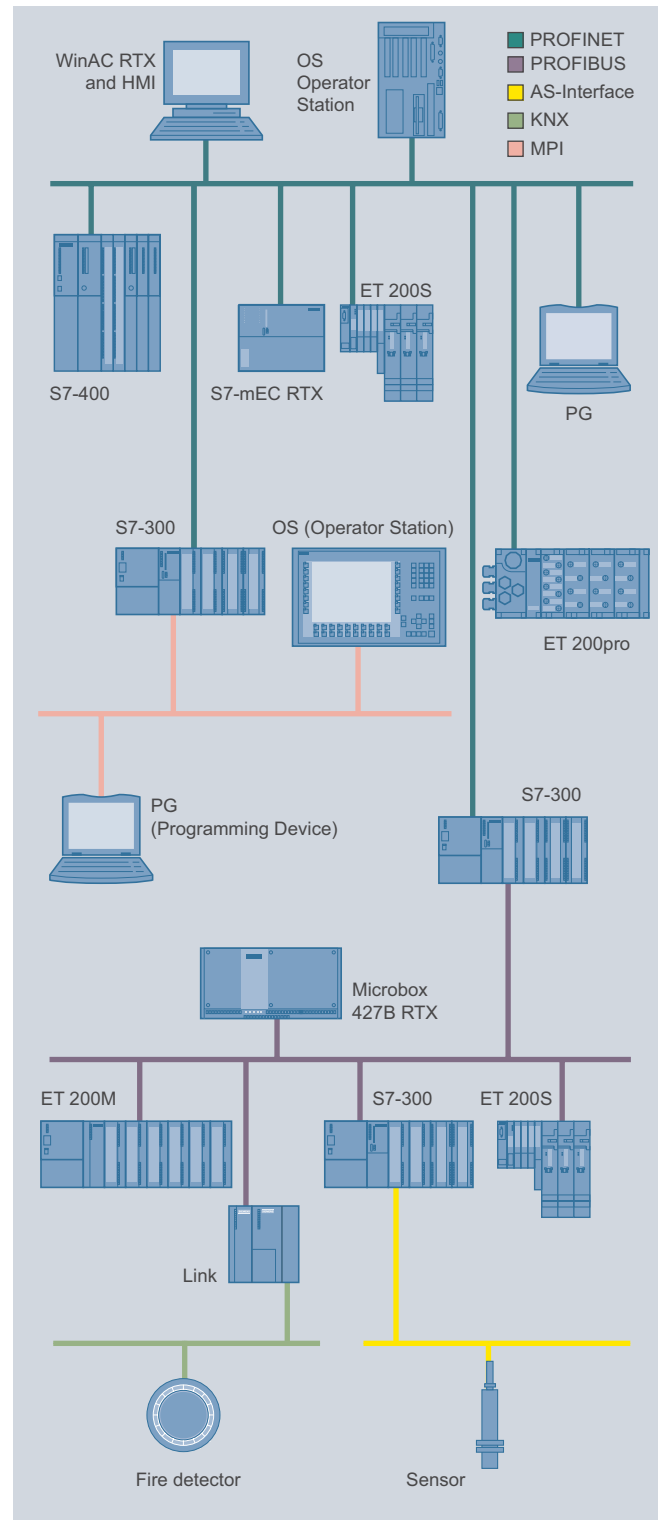 WinAC RTX
and HMI
OS
Operator
Station
PROFINET
PROFIBUS
AS-Interface
KNX
MPI
ET 200S
S7-400
S7-mEC RTX
PG
S7-300
OS (Operator Station)
ET 200pro
PG
(Programming Device)
S7-300
Microbox
427B RTX
ET 200M
S7-300
ET 200S
Link
Fire detector
Sensor